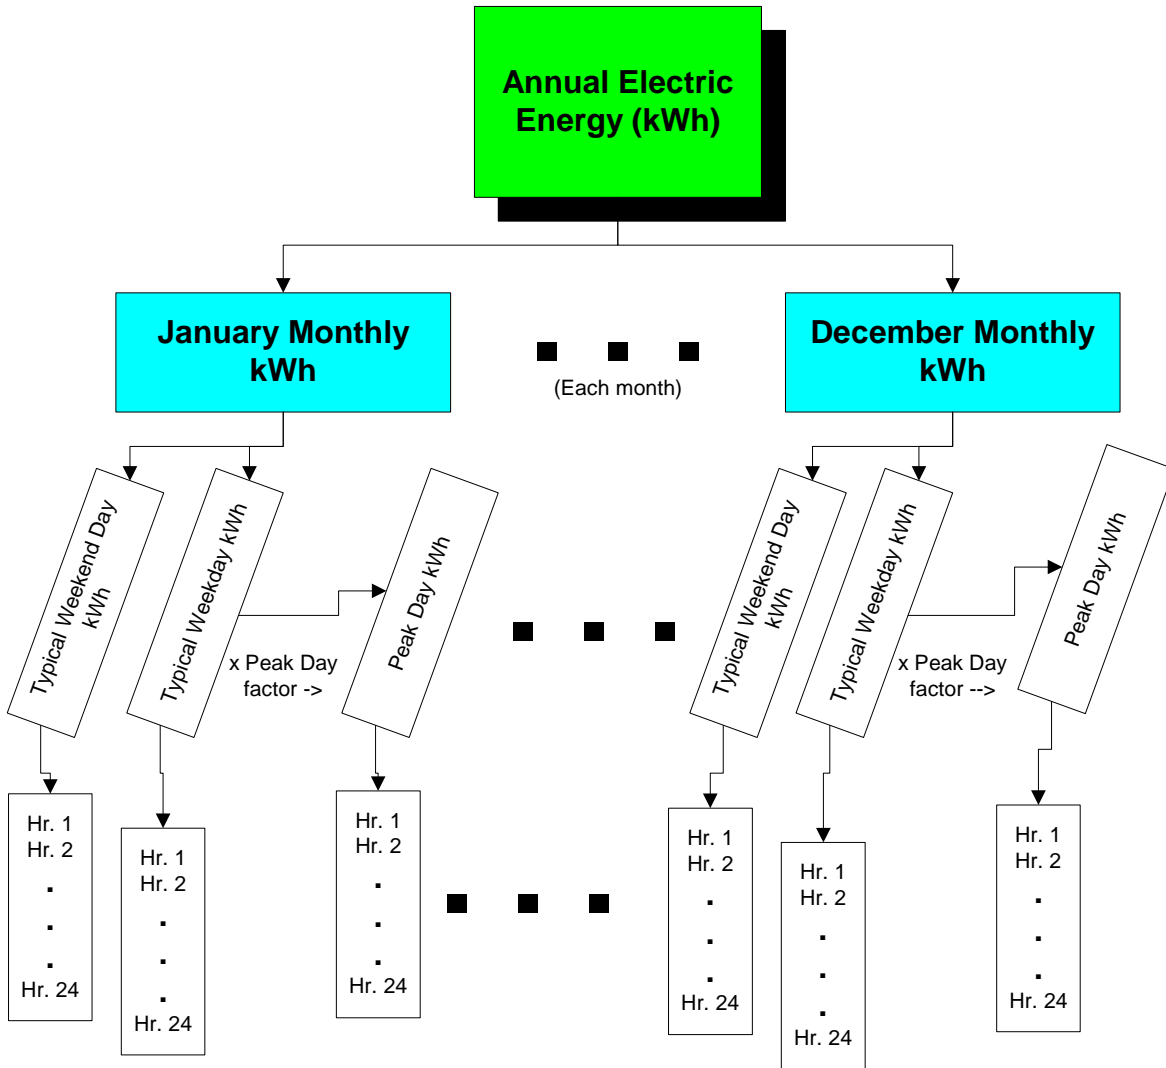 Annual Electric
Energy (kWh)
January Monthly
kWh
(Each month)
December Monthly
kWh
Typical Weekend Day
kWh
Typical Weekday kWh
x Peak Day
factor ->
Peak Day kWh
Typical Weekend Day
kWh
Typical Weekday kWh
x Peak Day
factor -->
Peak Day kWh
Hr. 1
Hr. 2
.
.
.
Hr. 24
Hr. 1
Hr. 2
.
.
.
Hr. 24
Hr. 1
Hr. 2
.
.
.
Hr. 24
Hr. 1
Hr. 2
.
.
.
Hr. 24
Hr. 1
Hr. 2
.
.
.
Hr. 24
Hr. 1
Hr. 2
.
.
.
Hr. 24